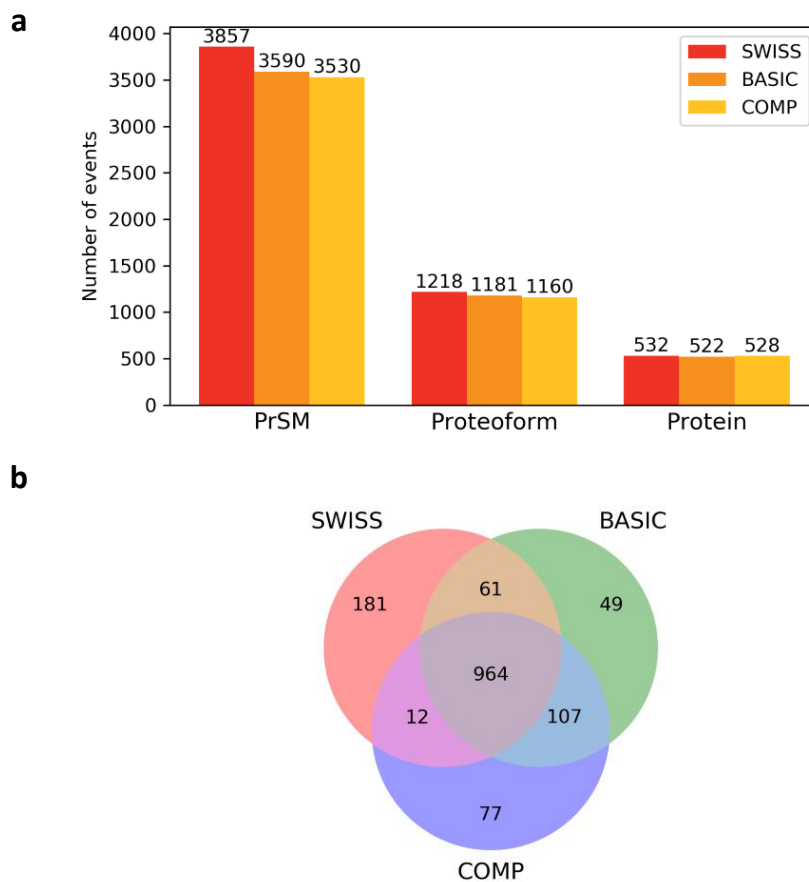 a
4000
3500
3000
2500
2000
1500
1000
500
0
Number of events
3857
3590
3530
1218
1181
1160
532
522
528
SWISS
BASIC
COMP
PrSM
Proteoform
Protein
b
SWISS
BASIC
181
61
49
964
12
107
77
COMP